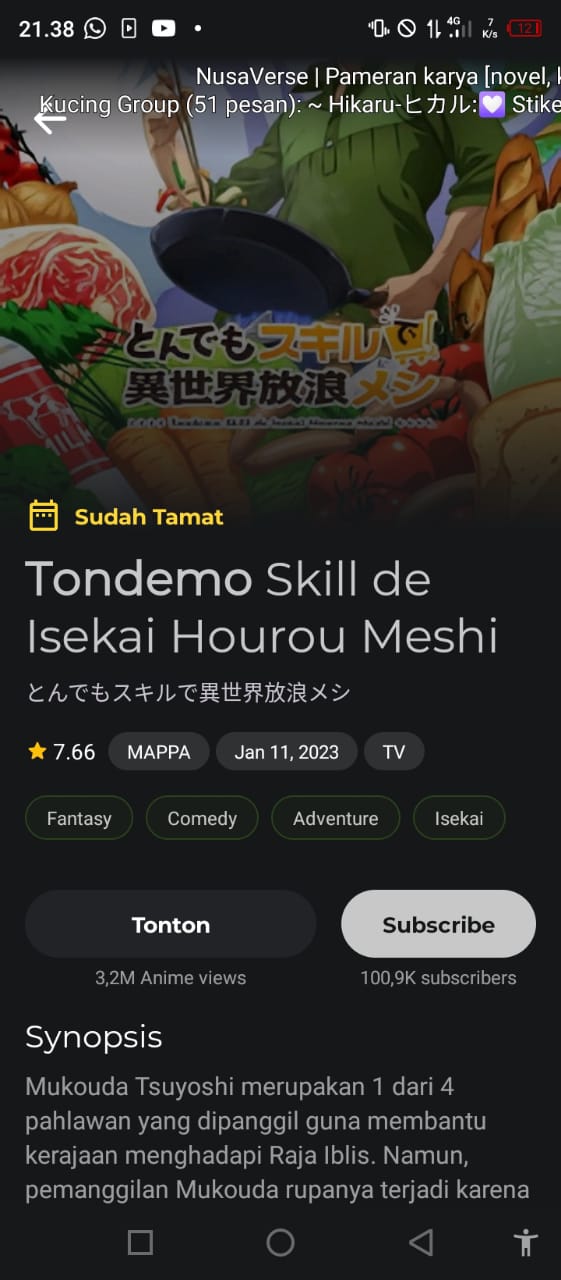 21.38
4G
7
K/s
12
NusaVerse | Pameran karya [novel, k
Kucing Group (51 pesan): ~ Hikaru-ヒカル:💜 Stike
とんでもスキルで
異世界放浪メシ
Sudah Tamat
Tondemo Skill de
Isekai Hourou Meshi
とんでもスキルで異世界放浪メシ
7.66 MAPPA Jan 11, 2023 TV
Fantasy Comedy Adventure Isekai
Tonton Subscribe
3,2M Anime views 100,9K subscribers
Synopsis
Mukouda Tsuyoshi merupakan 1 dari 4
pahlawan yang dipanggil guna membantu
kerajaan menghadapi Raja Iblis. Namun,
pemanggilan Mukouda rupanya terjadi karena